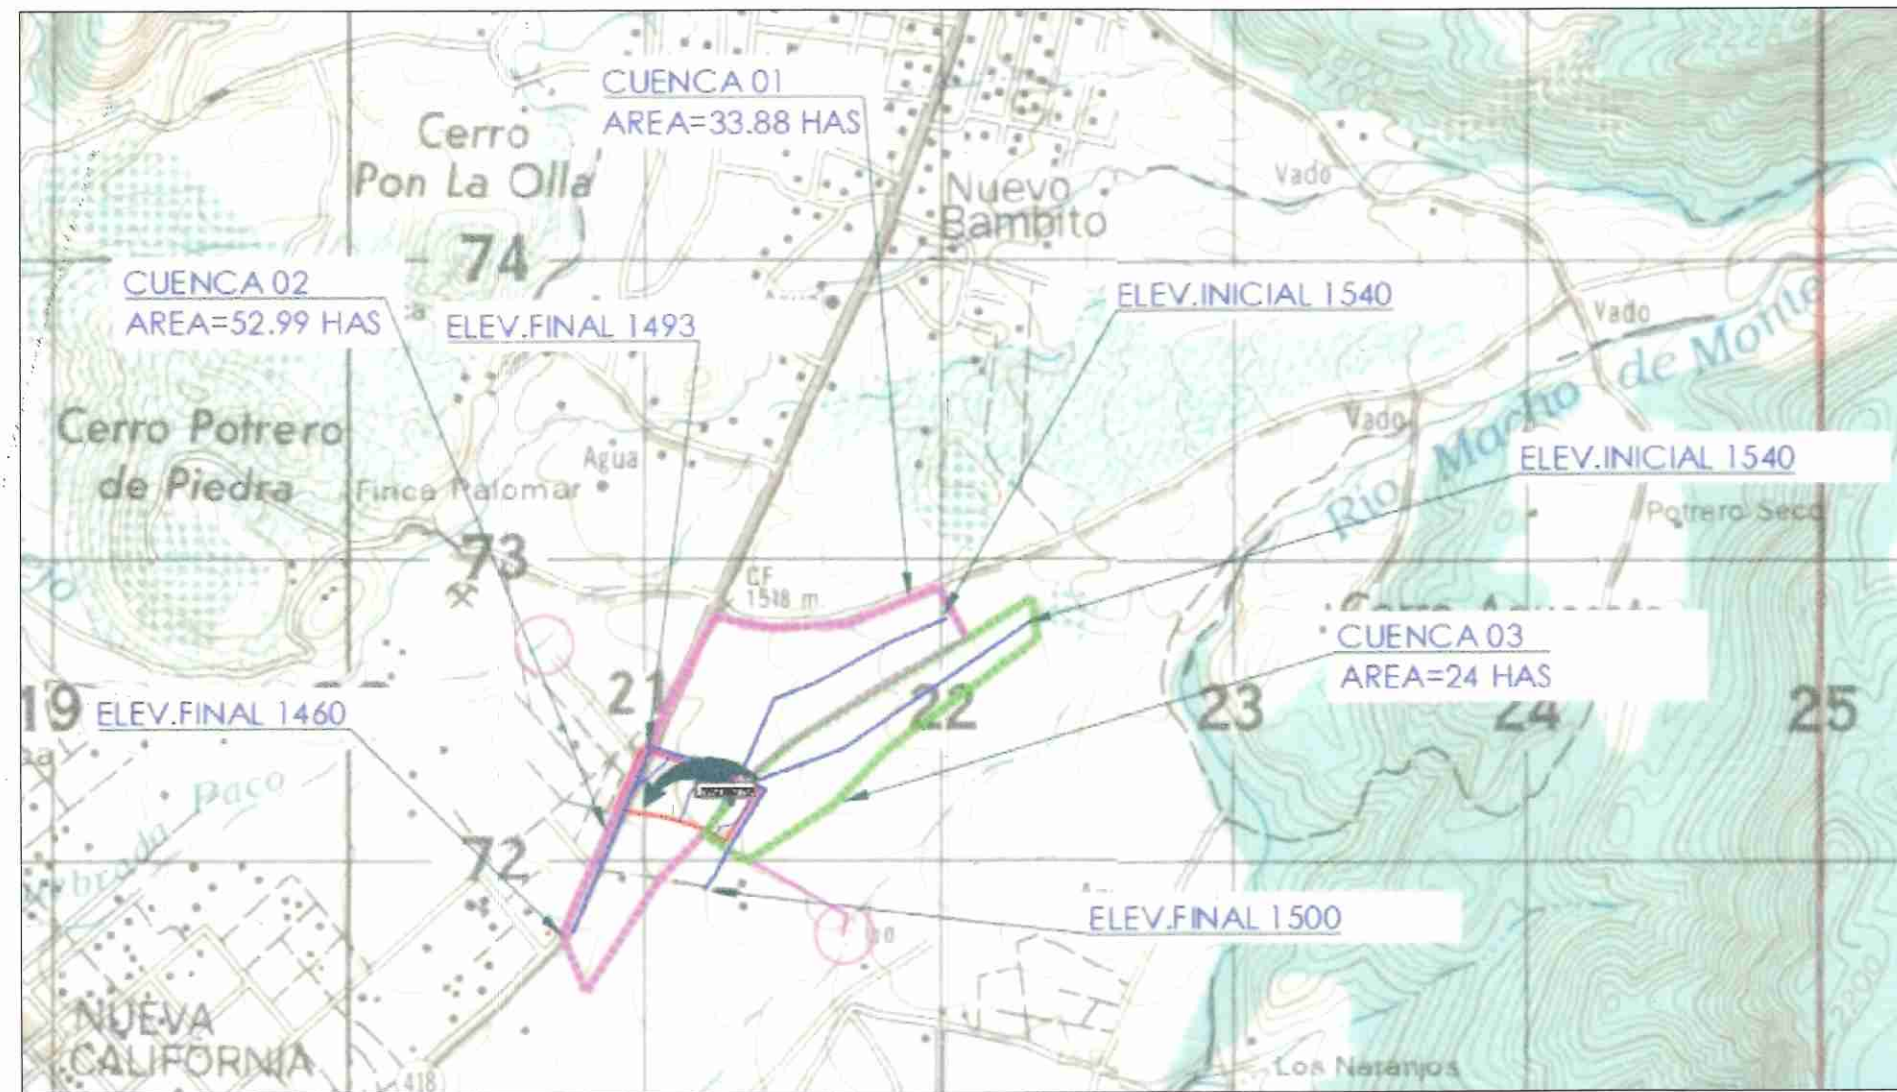 CUENCA 01
AREA=33.88 HAS
Cerro
Pon La Olla
Nuevo
Bambito
Vado
74
CUENCA 02
AREA=52.99 HAS
ELEV.FINAL 1493
ELEV.INICIAL 1540
Vado
Rio Macho de Monte
Vado
Cerro Potrero
de Piedra
Agua
Finca Palomar
ELEV.INICIAL 1540
Potrero Seco
73
CF
1518 m
CUENCA 03
AREA=24 HAS
19
ELEV.FINAL 1460
21
22
23
24
25
Paco
72
ELEV.FINAL 1500
NUEVA
CALIFORNIA
418
Los Naranjos
2200